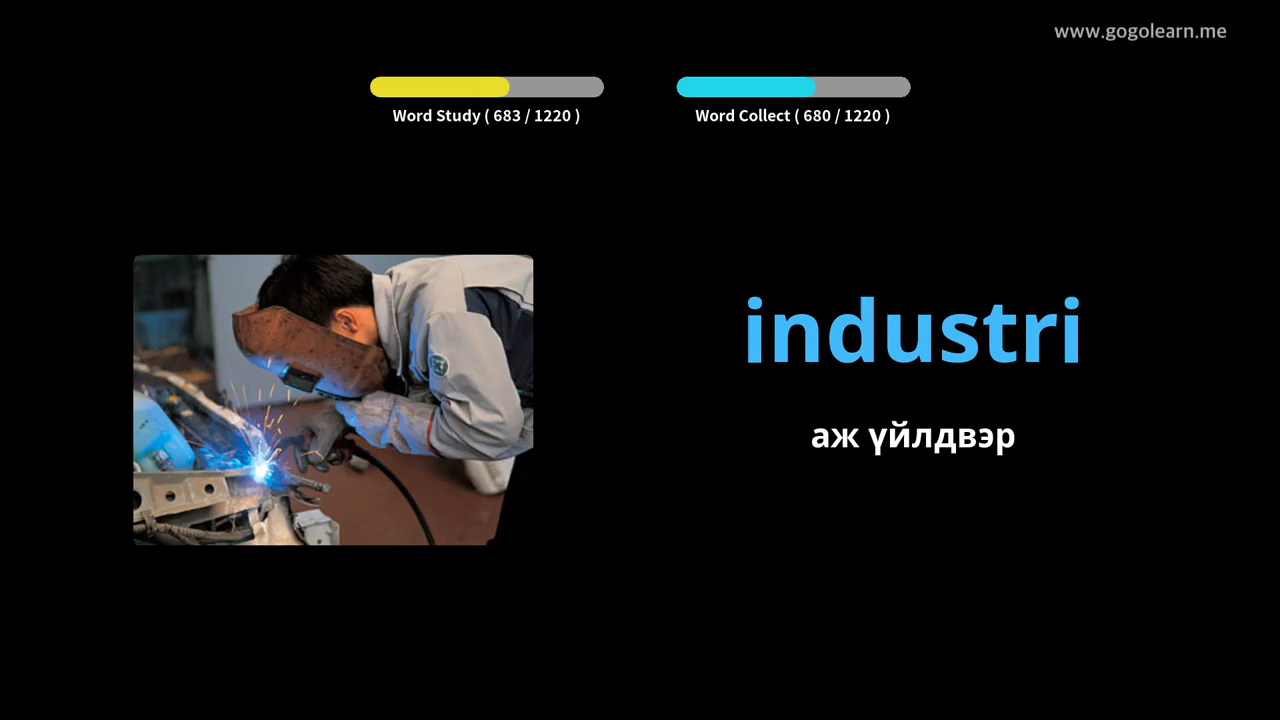 www.gogolearn.me
Word Study ( 683 / 1220 )
Word Collect ( 680 / 1220 )
industri
аж үйлдвэр